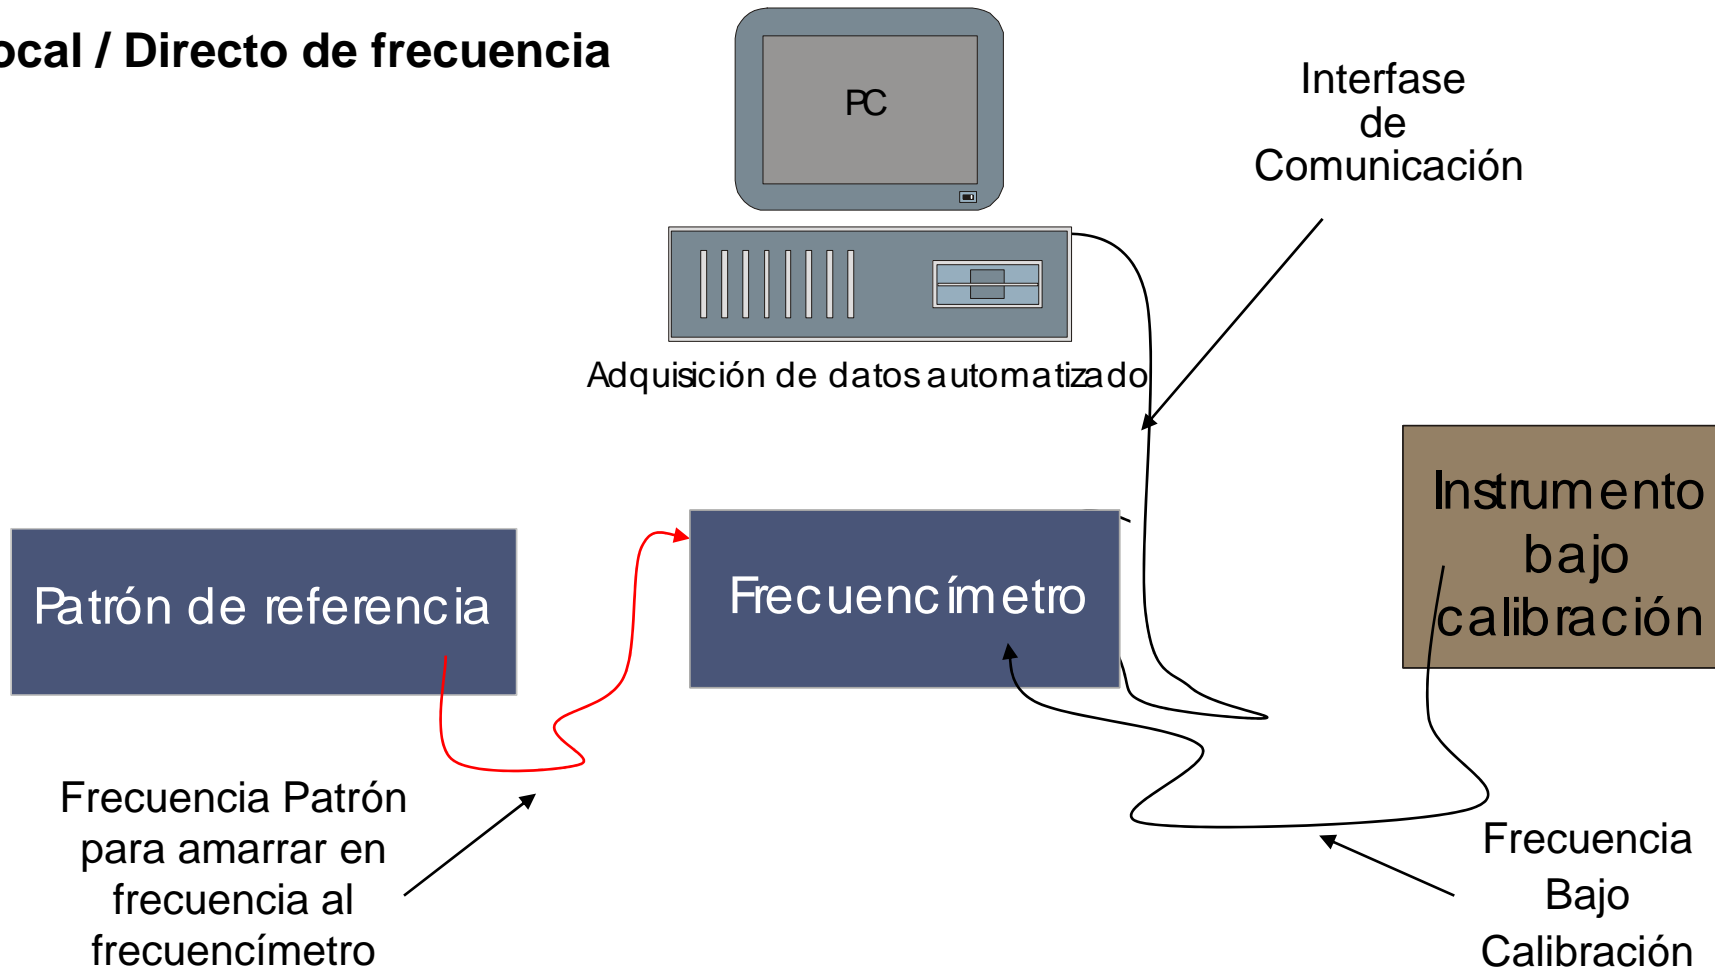 ocal / Directo de frecuencia
PC
Interfase
de
Comunicación
Adquisición de datos automatizado
Instrumento
bajo
calibración
Patrón de referencia
Frecuencímetro
Frecuencia Patrón
para amarrar en
frecuencia al
frecuencímetro
Frecuencia
Bajo
Calibración